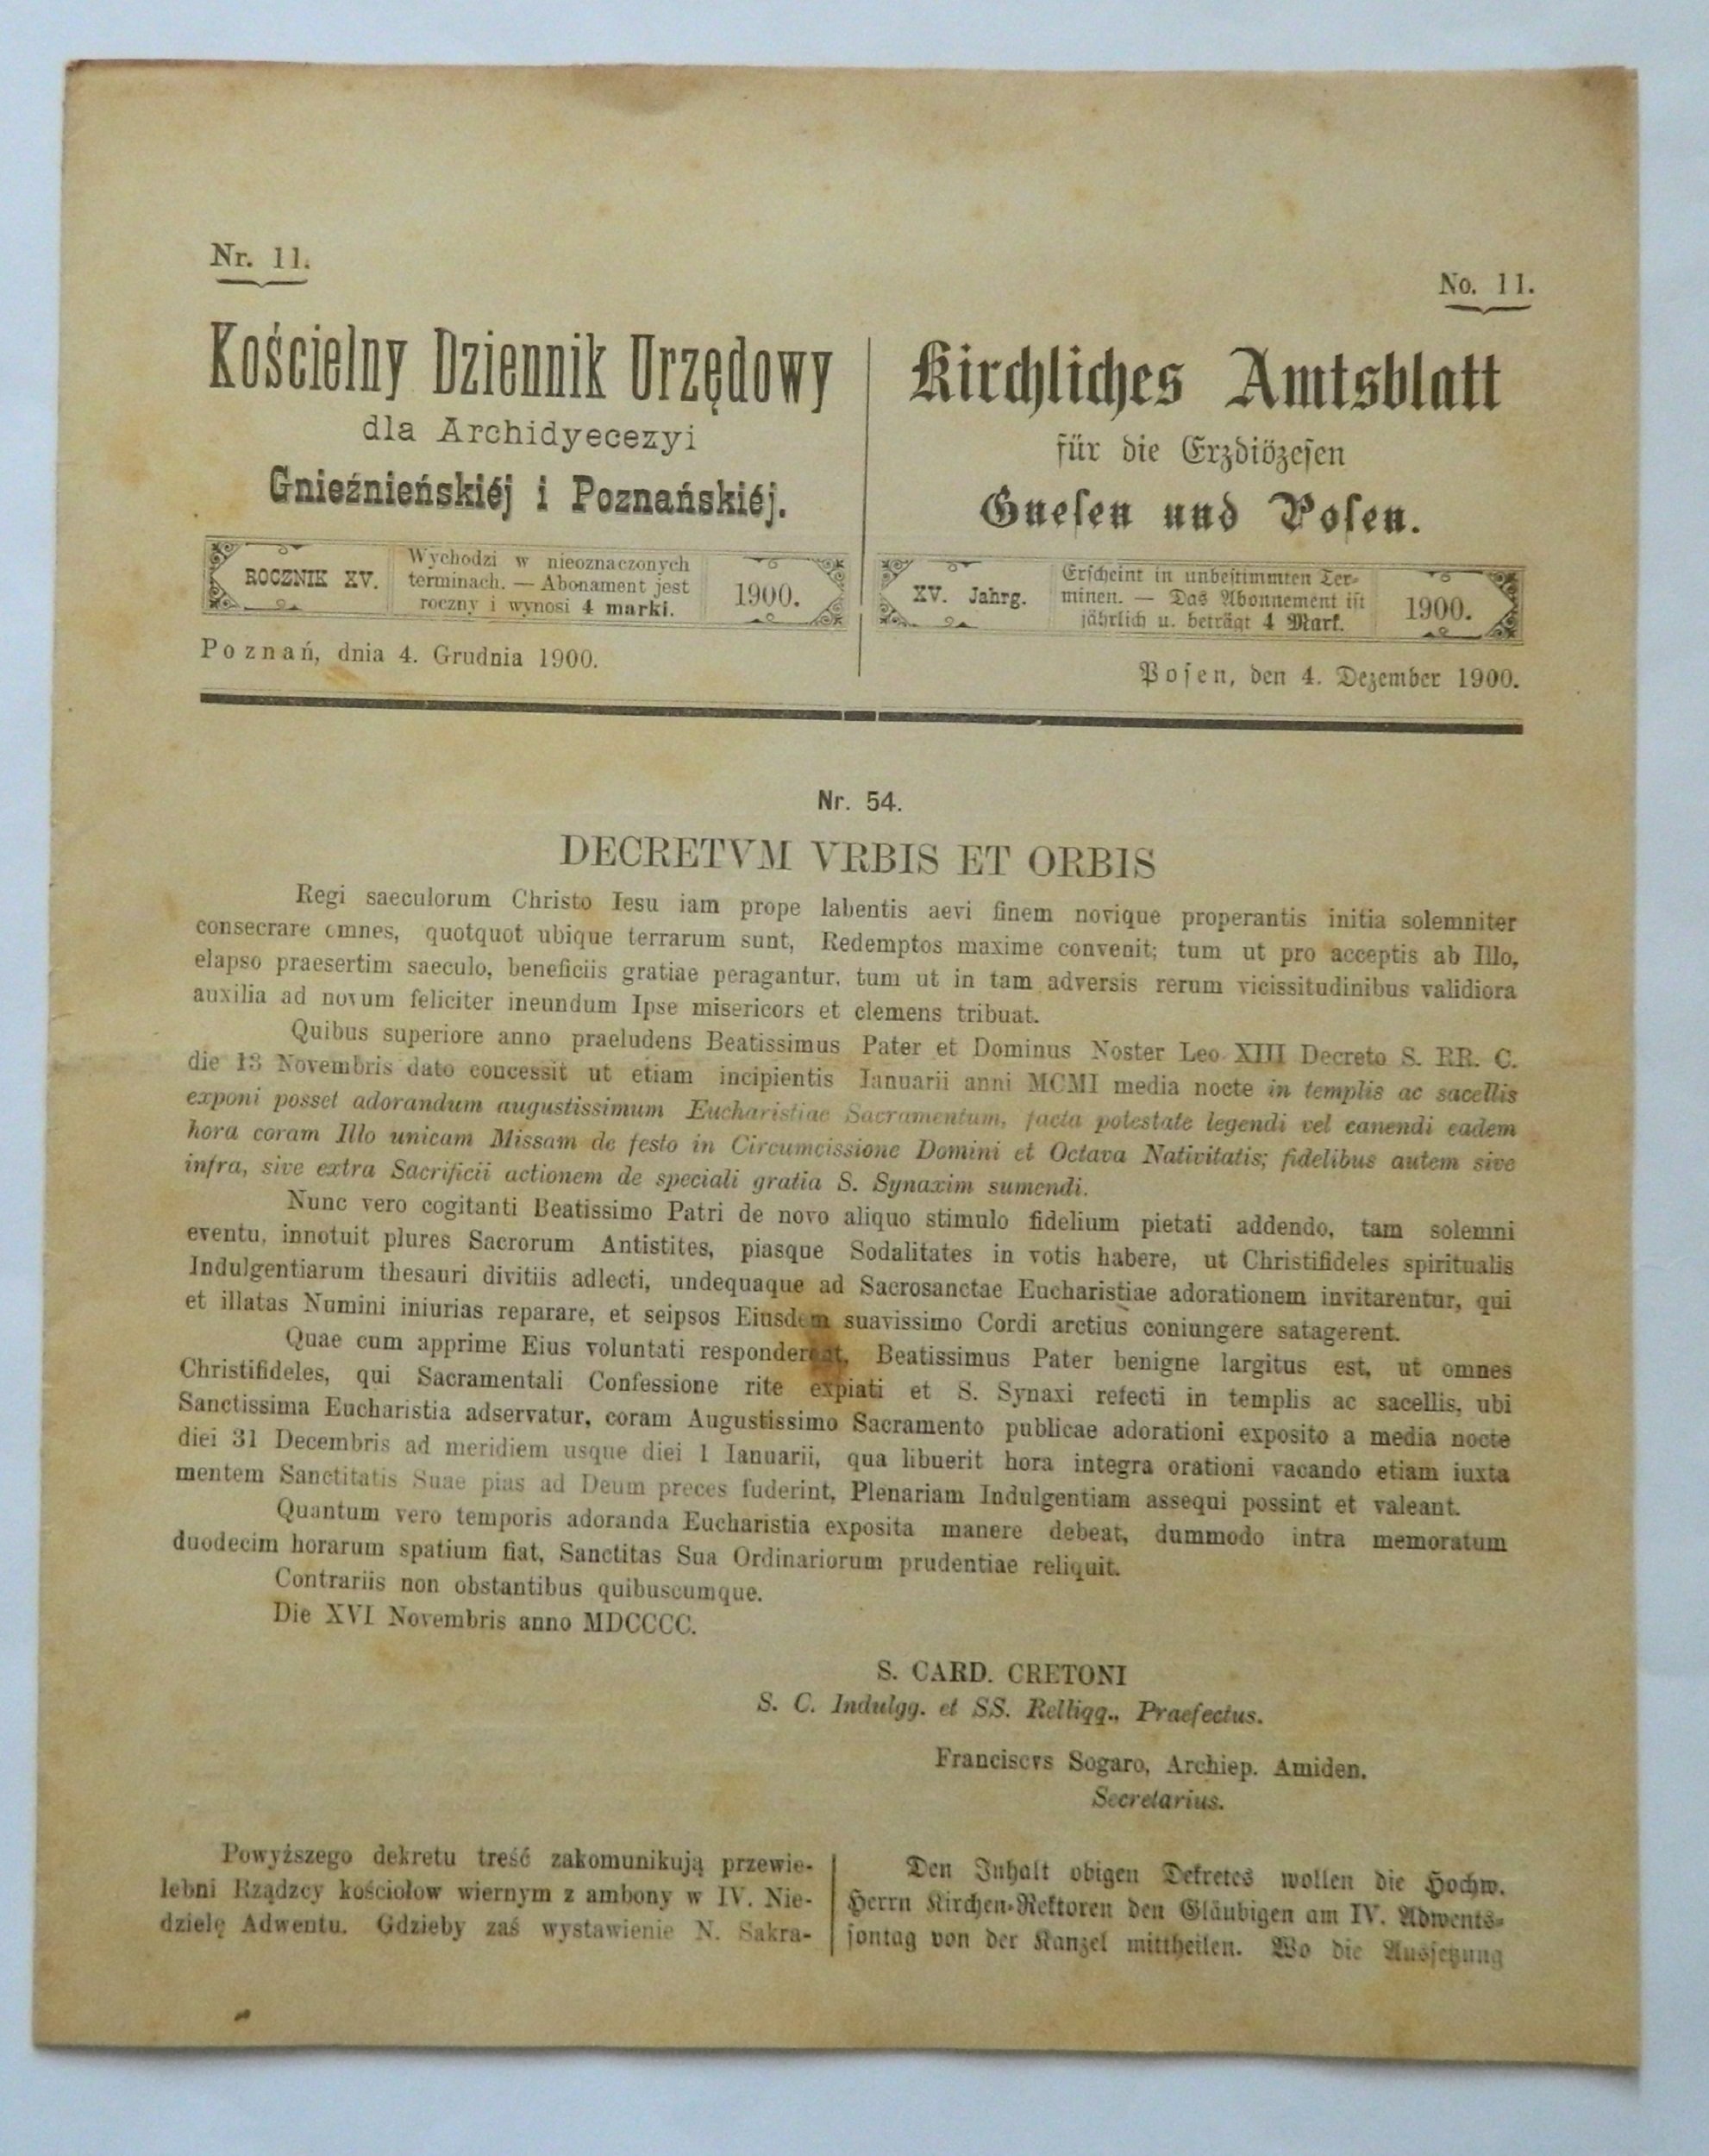 Nr. 11.
No. 11.
Kościelny Dziennik Urzędowy
dla Archidyecezyi
Gnieźnieńskiéj i Poznańskiéj.
ROCZNIK XV.
Wychodzi w nieoznaczonych
terminach. — Abonament jest
roczny i wynosi 4 marki.
1900.
Poznań, dnia 4. Grudnia 1900.
Kirchliches Amtsblatt
für die Erzdiözesen
Gnesen und Posen.
XV. Jahrg.
Erscheint in unbestimmten Ter-
minen. — Das Abonnement ist
jährlich u. beträgt 4 Mark.
1900.
Posen, den 4. Dezember 1900.
Nr. 54.
DECRETVM VRBIS ET ORBIS
Regi saeculorum Christo Iesu iam prope labentis aevi finem novique properantis initia solemniter
consecrare omnes, quotquot ubique terrarum sunt, Redemptos maxime convenit; tum ut pro acceptis ab Illo,
elapso praesertim saeculo, beneficiis gratiae peragantur, tum ut in tam adversis rerum vicissitudinibus validiora
auxilia ad novum feliciter ineundum Ipse misericors et clemens tribuat.
Quibus superiore anno praeludens Beatissimus Pater et Dominus Noster Leo XIII Decreto S. RR. C.
die 13 Novembris dato concessit ut etiam incipientis Ianuarii anni MCMI media nocte in templis ac sacellis
exponi posset adorandum augustissimum Eucharistiae Sacramentum, facta potestate legendi vel canendi eadem
hora coram Illo unicam Missam de festo in Circumcissione Domini et Octava Nativitatis; fidelibus autem sive
infra, sive extra Sacrificii actionem de speciali gratia S. Synaxim sumendi.
Nunc vero cogitanti Beatissimo Patri de novo aliquo stimulo fidelium pietati addendo, tam solemni
eventu, innotuit plures Sacrorum Antistites, piasque Sodalitates in votis habere, ut Christifideles spiritualis
Indulgentiarum thesauri divitiis adlecti, undequaque ad Sacrosanctae Eucharistiae adorationem invitarentur, qui
et illatas Numini iniurias reparare, et seipsos Eiusdem suavissimo Cordi arctius coniungere satagerent.
Quae cum apprime Eius voluntati responderent, Beatissimus Pater benigne largitus est, ut omnes
Christifideles, qui Sacramentali Confessione rite expiati et S. Synaxi refecti in templis ac sacellis, ubi
Sanctissima Eucharistia adservatur, coram Augustissimo Sacramento publicae adorationi exposito a media nocte
diei 31 Decembris ad meridiem usque diei 1 Ianuarii, qua libuerit hora integra orationi vacando etiam iuxta
mentem Sanctitatis Suae pias ad Deum preces fuderint, Plenariam Indulgentiam assequi possint et valeant.
Quantum vero temporis adoranda Eucharistia exposita manere debeat, dummodo intra memoratum
duodecim horarum spatium fiat, Sanctitas Sua Ordinariorum prudentiae reliquit.
Contrariis non obstantibus quibuscumque.
Die XVI Novembris anno MDCCCC.
S. CARD. CRETONI
S. C. Indulgg. et SS. Relliqq., Praefectus.
Franciscvs Sogaro, Archiep. Amiden.
Secretarius.
Powyższego dekretu treść zakomunikują przewie-
lebni Rządzcy kościołow wiernym z ambony w IV. Nie-
dzielę Adwentu. Gdzieby zaś wystawienie N. Sakra-
Den Inhalt obigen Dekretes wollen die Hochw.
Herrn Kirchen-Rektoren den Gläubigen am IV. Advents-
sontag von der Kanzel mittheilen. Wo die Aussetzung